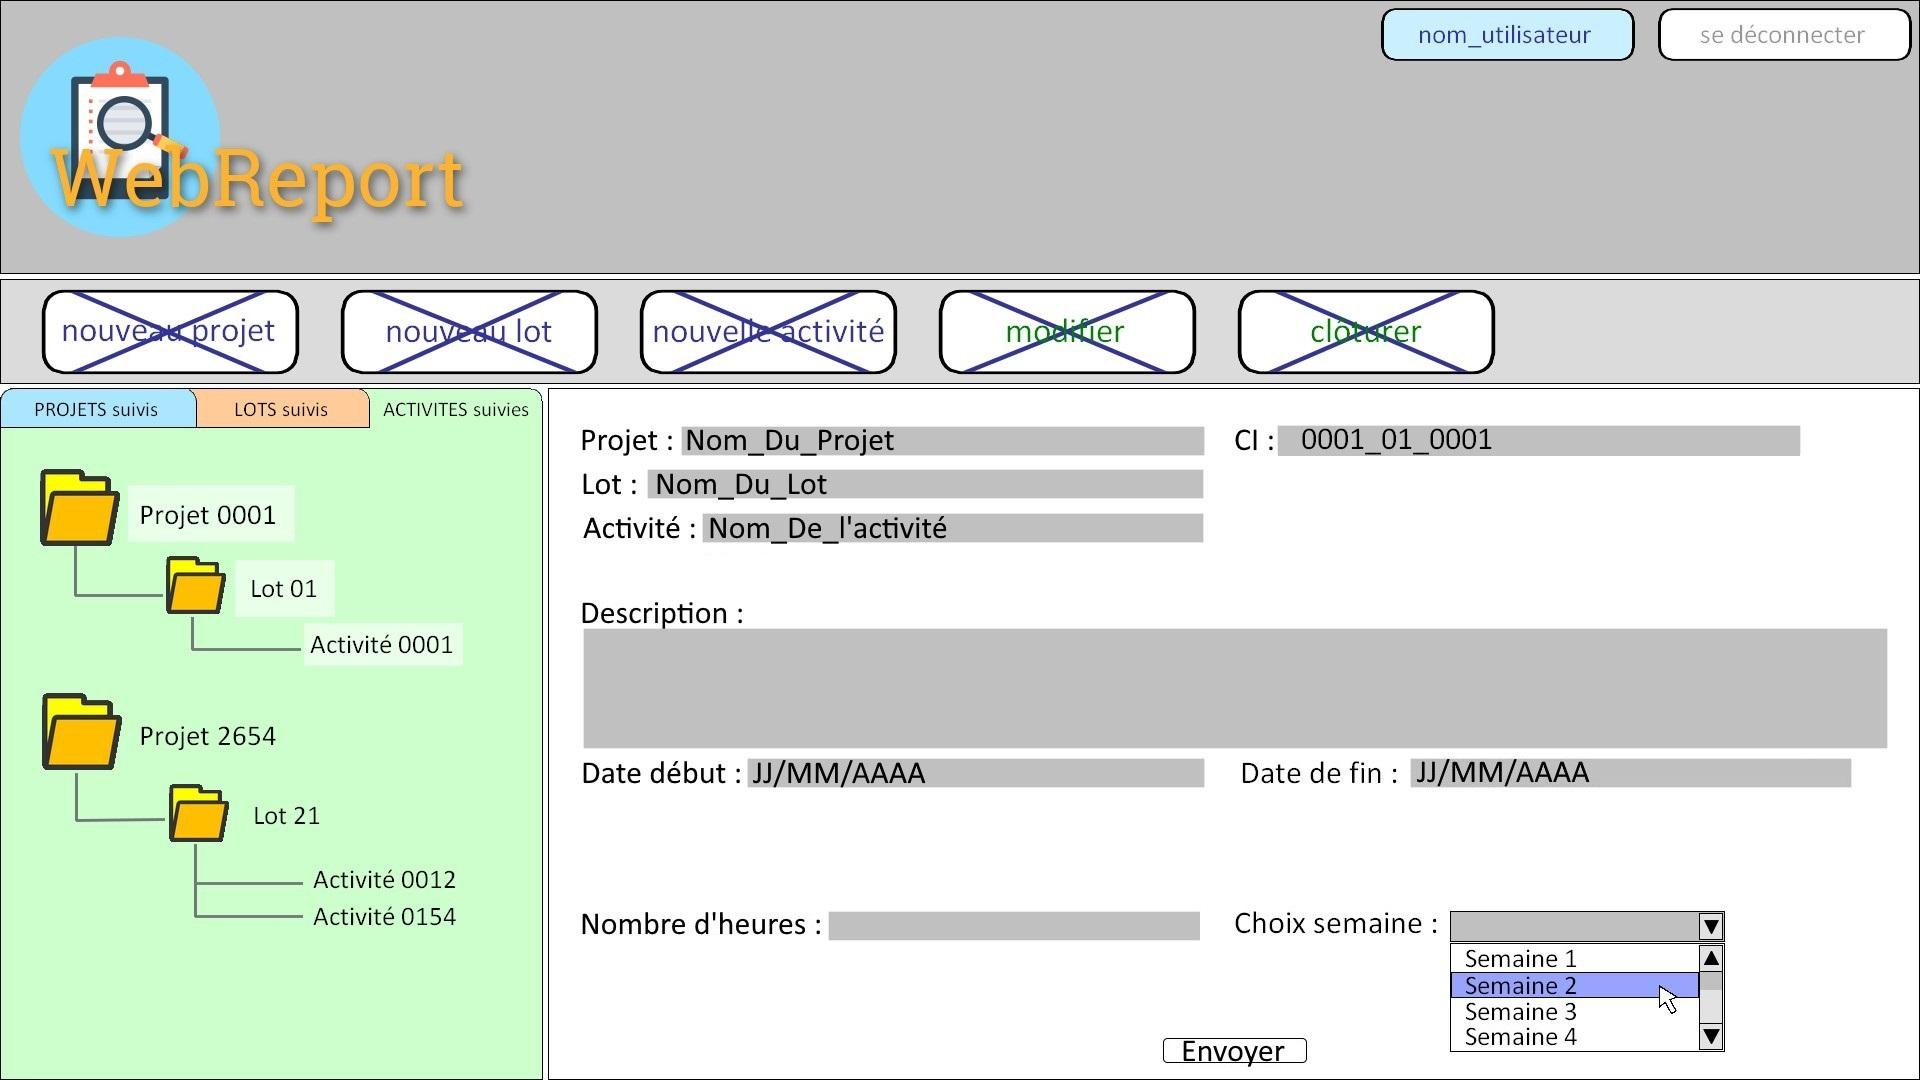 nom_utilisateur
se déconnecter
WebReport
nouveau projet
nouveau lot
nouvelle activité
modifier
clôturer
PROJETS suivis
LOTS suivis
ACTIVITES suivies
Projet 0001
Lot 01
Activité 0001
Projet 2654
Lot 21
Activité 0012
Activité 0154
Projet : Nom_Du_Projet
CI : 0001_01_0001
Lot : Nom_Du_Lot
Activité : Nom_De_l'activité
Description :
Date début : JJ/MM/AAAA
Date de fin : JJ/MM/AAAA
Nombre d'heures :
Choix semaine :
Semaine 1
Semaine 2
Semaine 3
Semaine 4
Envoyer